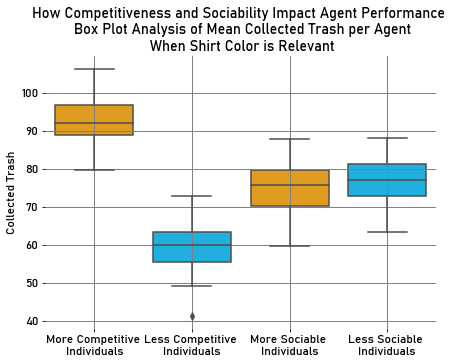 How Competitiveness and Sociability Impact Agent Performance
Box Plot Analysis of Mean Collected Trash per Agent
When Shirt Color is Relevant
Collected Trash
100
90
80
70
60
50
40
More Competitive
Individuals
Less Competitive
Individuals
More Sociable
Individuals
Less Sociable
Individuals